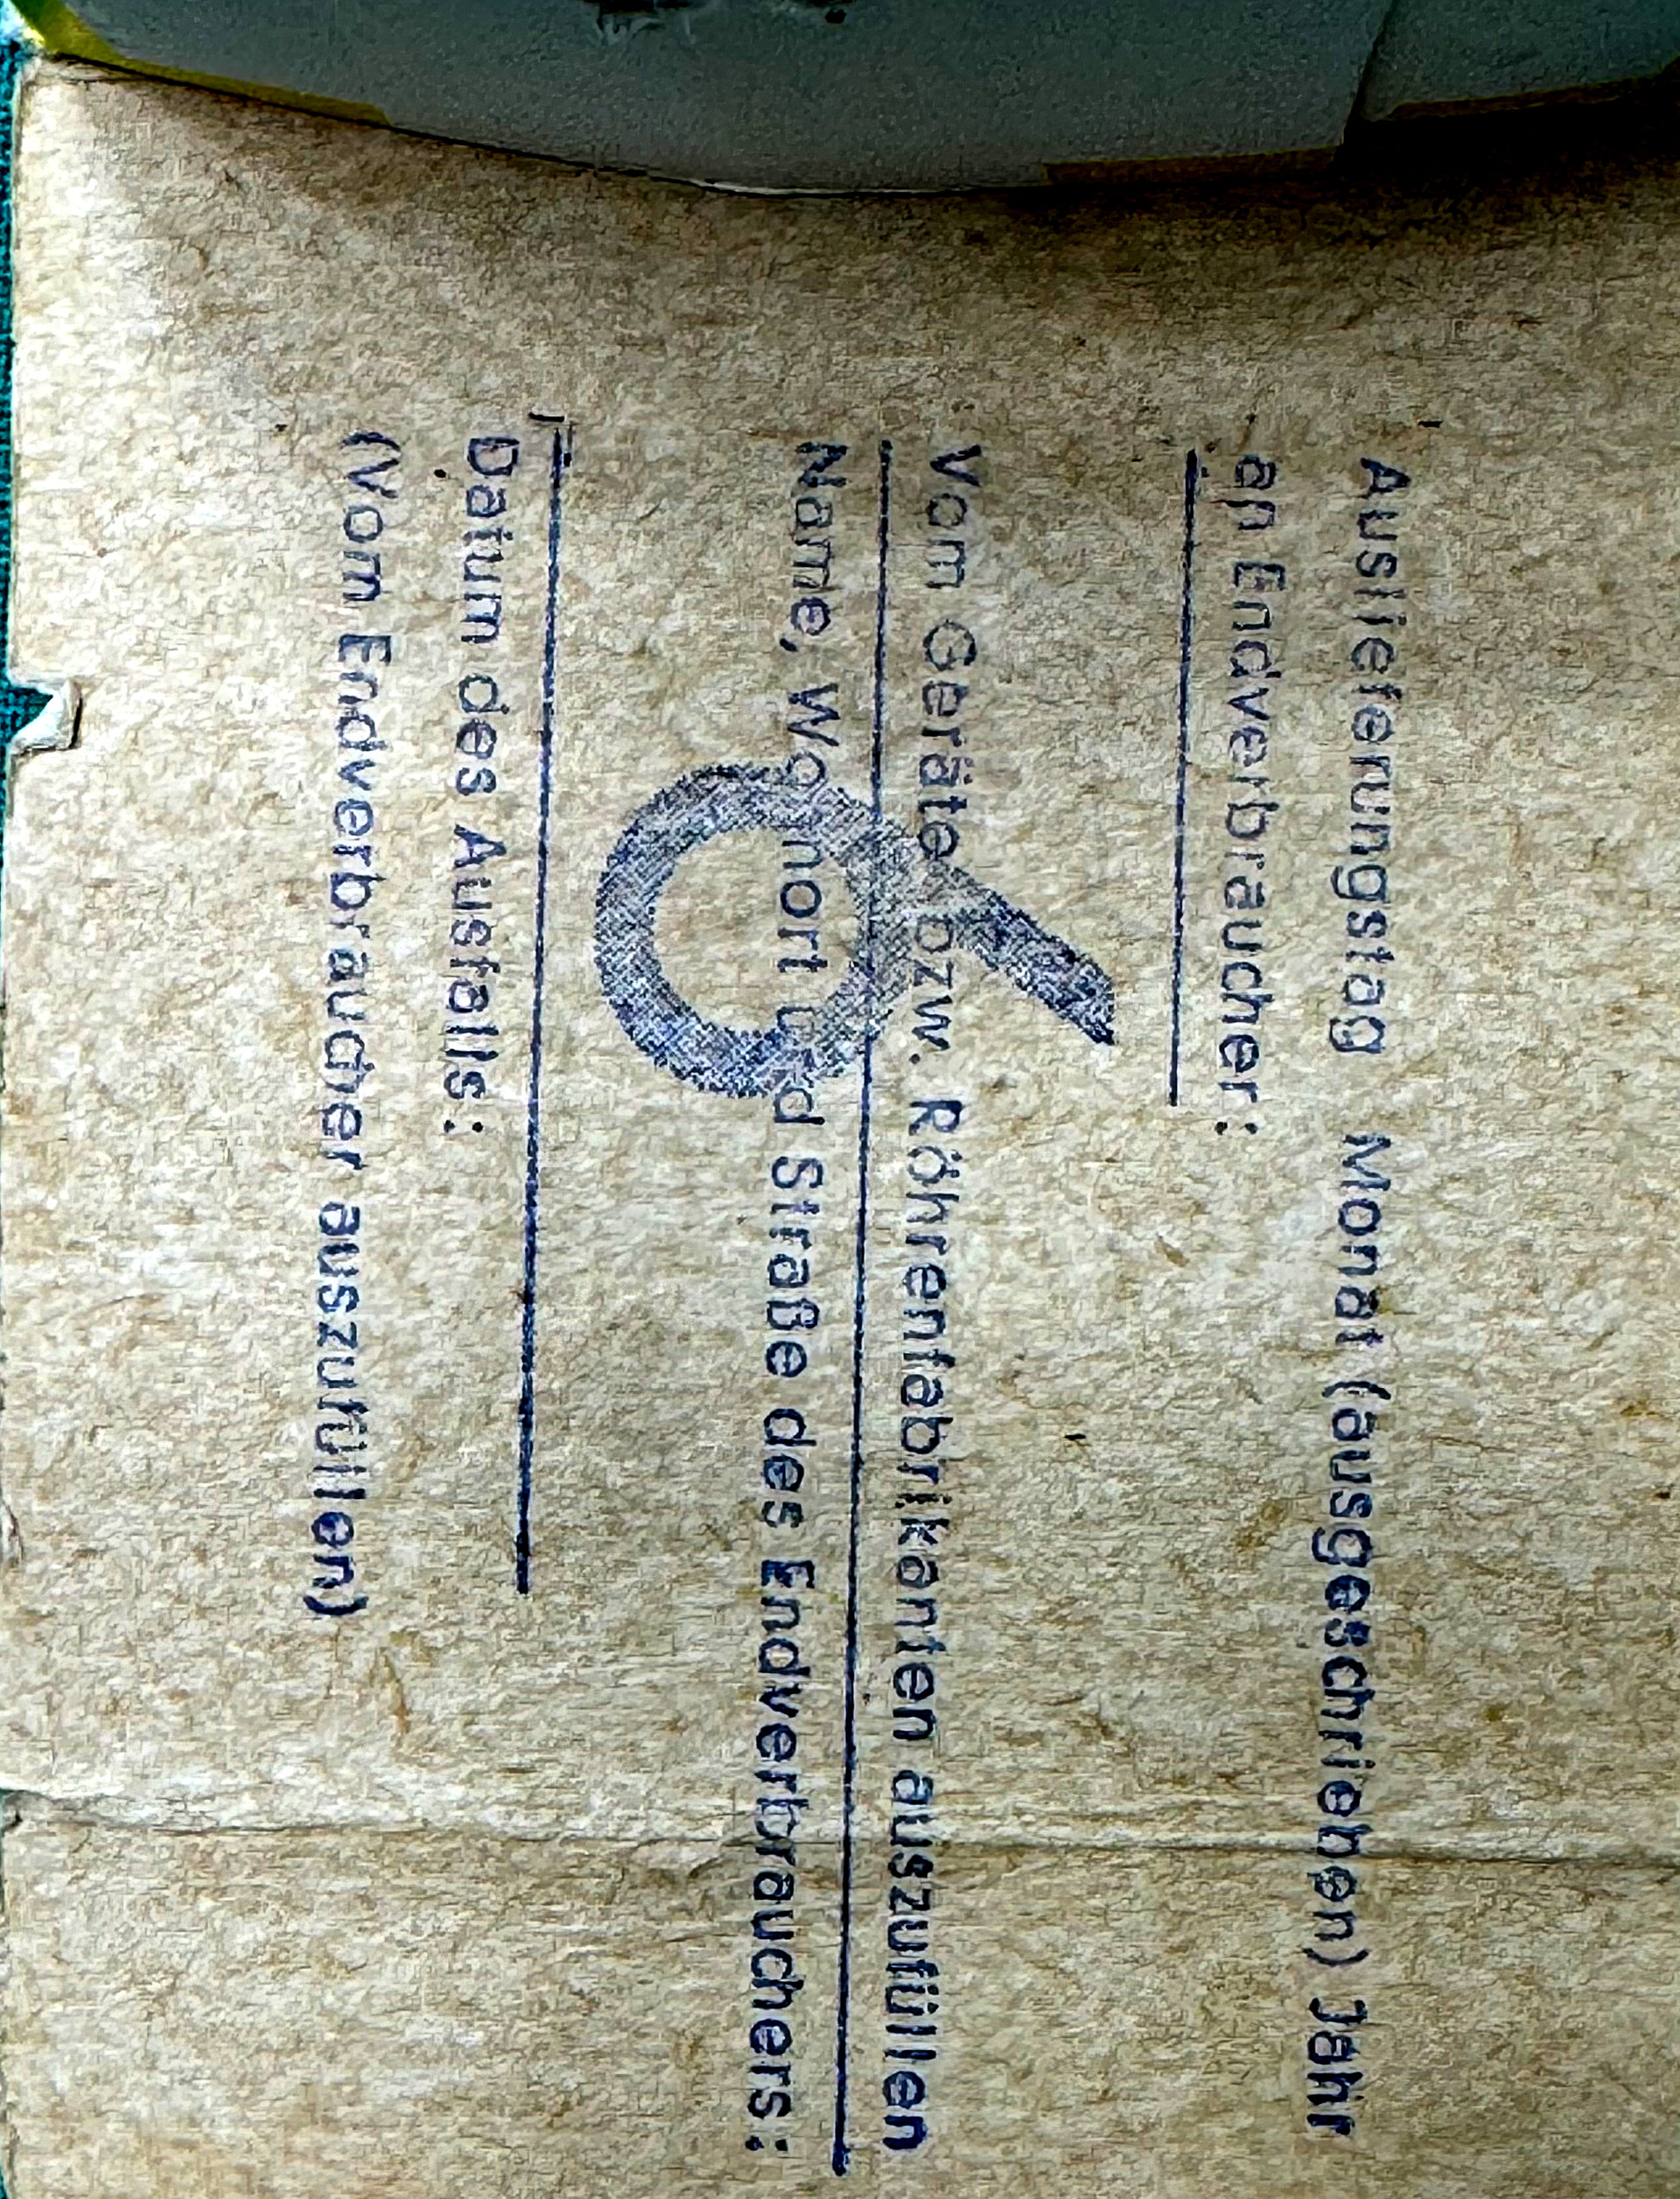 Auslieferungstag Monat (ausgeschrieben) Jahr
an Endverbraucher:
Vom Geräte- bzw. Röhrenfabrikanten auszufüllen
6
Name, Wohnort und Straße des Endverbrauchers:
Datum des Ausfalls:
(Vom Endverbraucher auszufüllen)